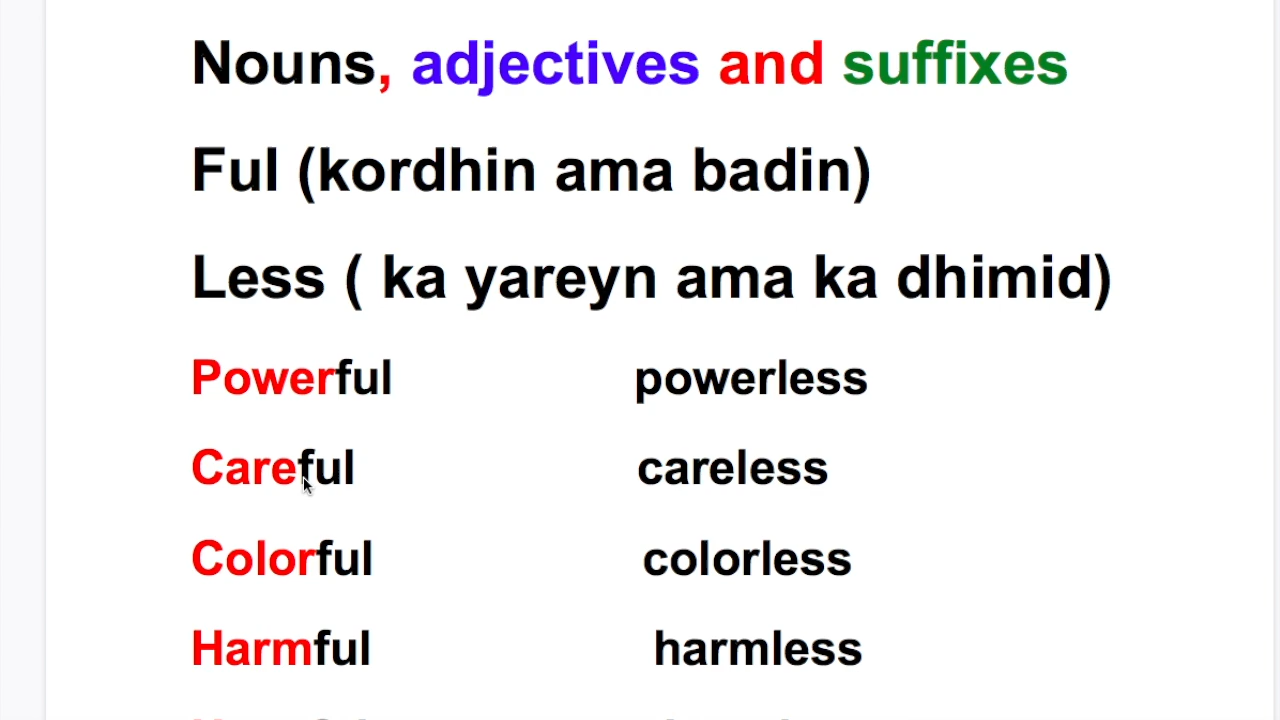 Nouns, adjectives and suffixes
Ful (kordhin ama badin)
Less ( ka yareyn ama ka dhimid)
Powerful powerless
Careful careless
Colorful colorless
Harmful harmless